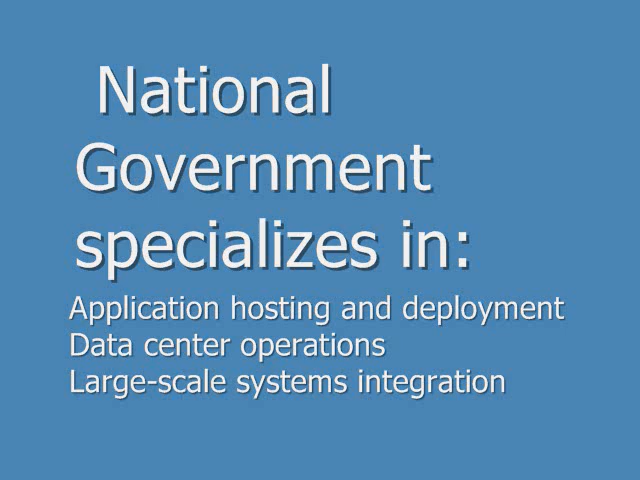 National
Government
specializes in:
Application hosting and deployment
Data center operations
Large-scale systems integration